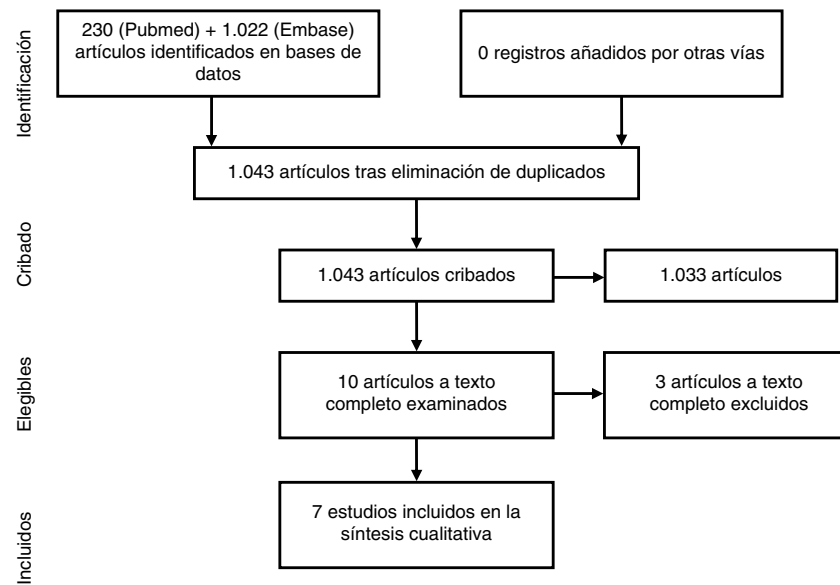 Identificación
230 (Pubmed) + 1.022 (Embase)
artículos identificados en bases de
datos
0 registros añadidos por otras vías
1.043 artículos tras eliminación de duplicados
Cribado
1.043 artículos cribados
1.033 artículos
Elegibles
10 artículos a texto
completo examinados
3 artículos a texto
completo excluidos
Incluidos
7 estudios incluidos en la
síntesis cualitativa